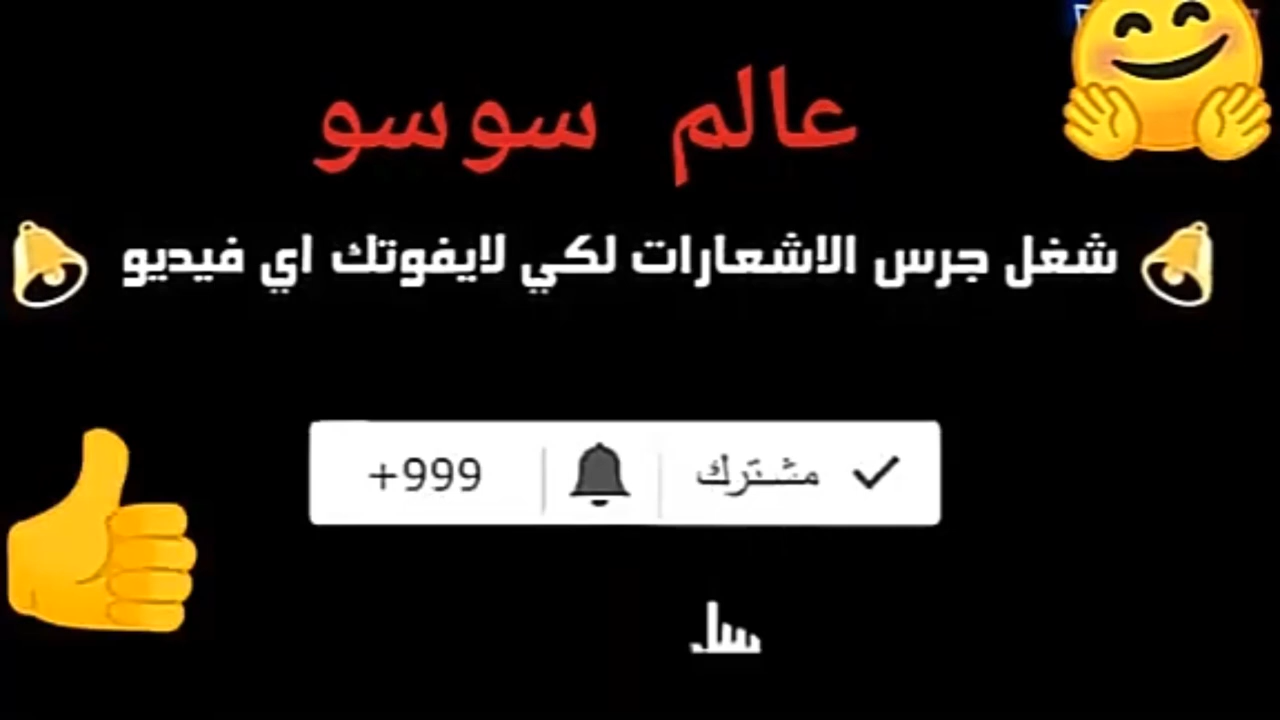 عالم سوسو
شغل جرس الاشعارات لكي لايفوتك اي فيديو
مشترك
+999